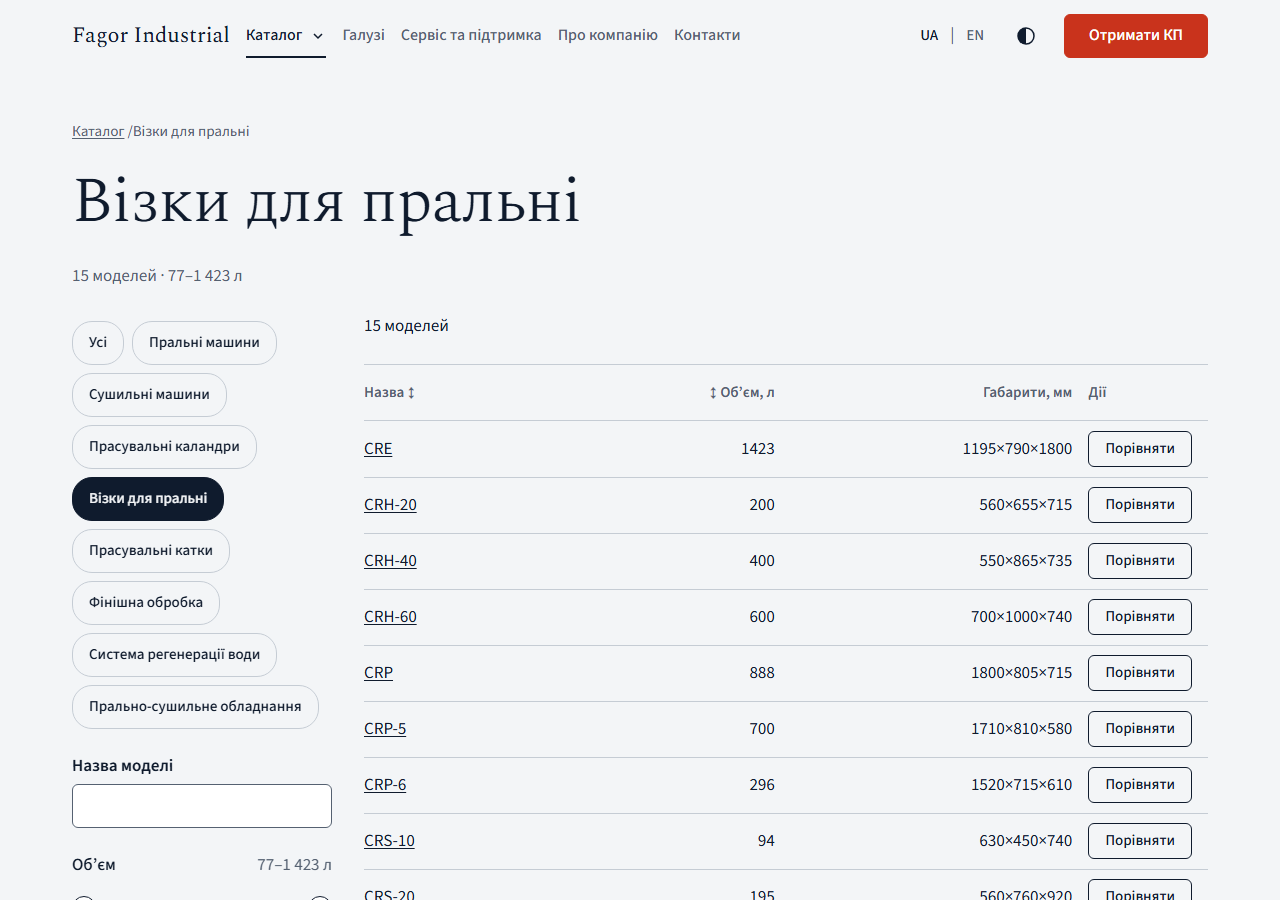 Fagor Industrial Каталог Галузі Сервіс та підтримка Про компанію Контакти UA | EN Отримати КП
Каталог /Візки для пральні
Візки для пральні
15 моделей · 77–1 423 л
Усі Пральні машини
Сушильні машини
Прасувальні каландри
Візки для пральні
Прасувальні катки
Фінішна обробка
Система регенерації води
Прально-сушильне обладнання
Назва моделі
Об’єм 77–1 423 л
15 моделей
Назва ↕ ↕ Об’єм, л Габарити, мм Дії
CRE 1423 1195×790×1800 Порівняти
CRH-20 200 560×655×715 Порівняти
CRH-40 400 550×865×735 Порівняти
CRH-60 600 700×1000×740 Порівняти
CRP 888 1800×805×715 Порівняти
CRP-5 700 1710×810×580 Порівняти
CRP-6 296 1520×715×610 Порівняти
CRS-10 94 630×450×740 Порівняти
CRS-20 195 560×760×920 Порівняти